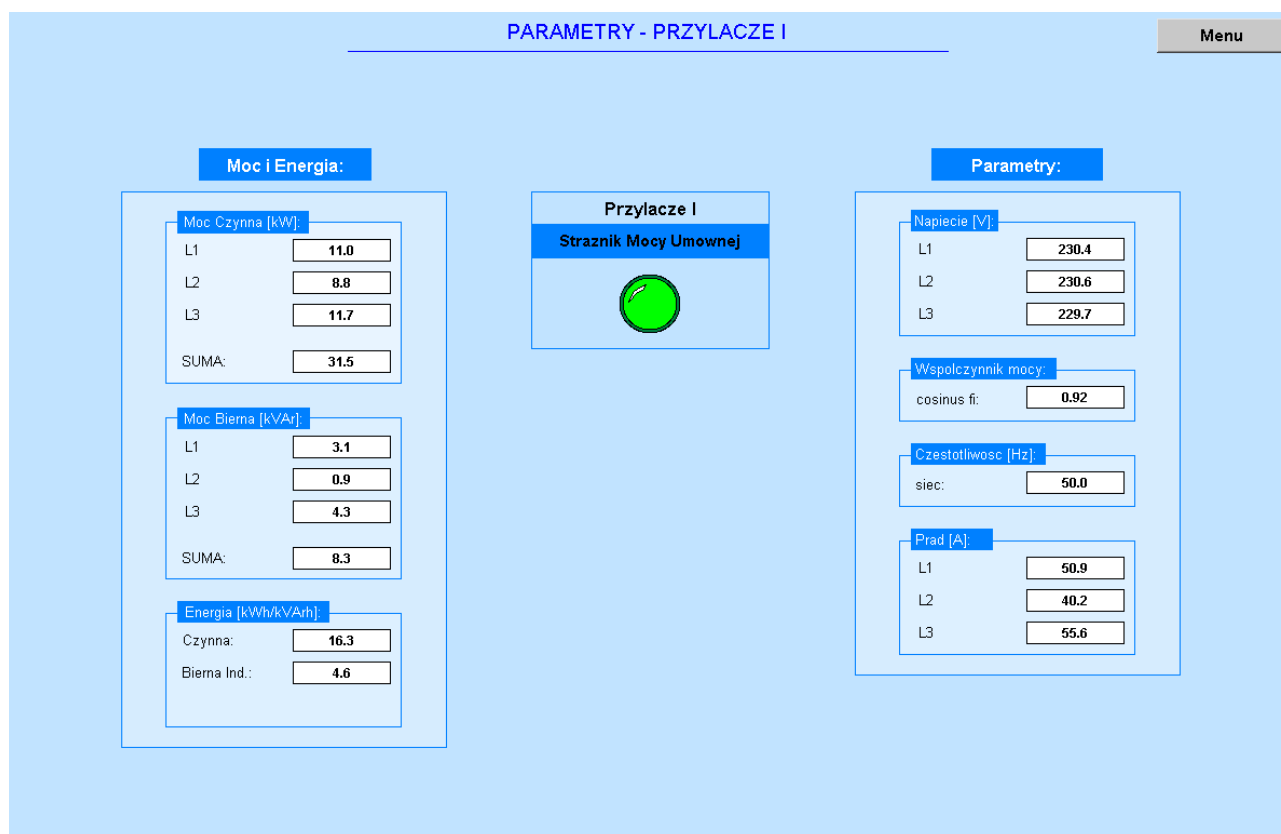 PARAMETRY - PRZYLACZE I
Menu
Moc i Energia:
Moc Czynna [kW]:
L1 11.0
L2 8.8
L3 11.7
SUMA: 31.5
Moc Bierna [kVAr]:
L1 3.1
L2 0.9
L3 4.3
SUMA: 8.3
Energia [kWh/kVArh]:
Czynna: 16.3
Bierna Ind.: 4.6
Przylacze I
Straznik Mocy Umownej
Parametry:
Napiecie [V]:
L1 230.4
L2 230.6
L3 229.7
Wspolczynnik mocy:
cosinus fi: 0.92
Czestotliwosc [Hz]:
siec: 50.0
Prad [A]:
L1 50.9
L2 40.2
L3 55.6